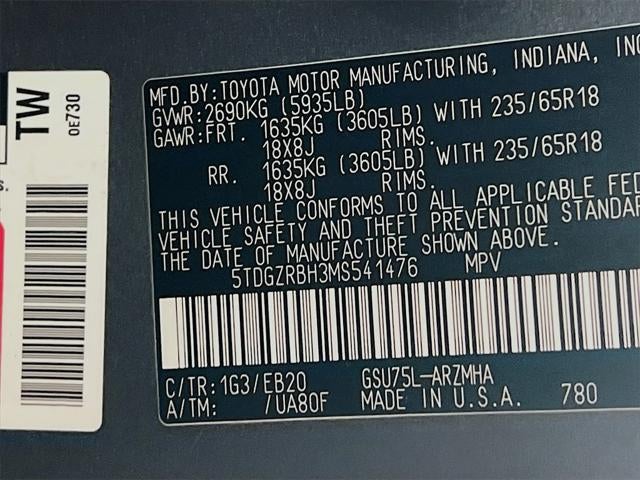 TW
0E730
s.
MFD.BY:TOYOTA MOTOR MANUFACTURING, INDIANA, INC
GVWR:2690KG (5935LB)
GAWR:FRT. 1635KG (3605LB) WITH 235/65R18
18X8J RIMS.
RR. 1635KG (3605LB) WITH 235/65R18
18X8J RIMS.
THIS VEHICLE CONFORMS TO ALL APPLICABLE FED
VEHICLE SAFETY AND THEFT PREVENTION STANDAR
THE DATE OF MANUFACTURE SHOWN ABOVE.
5TDGZRBH3MS541476 MPV
C/TR:1G3/EB20 GSU75L-ARZMHA
A/TM: /UA80F MADE IN U.S.A. 780